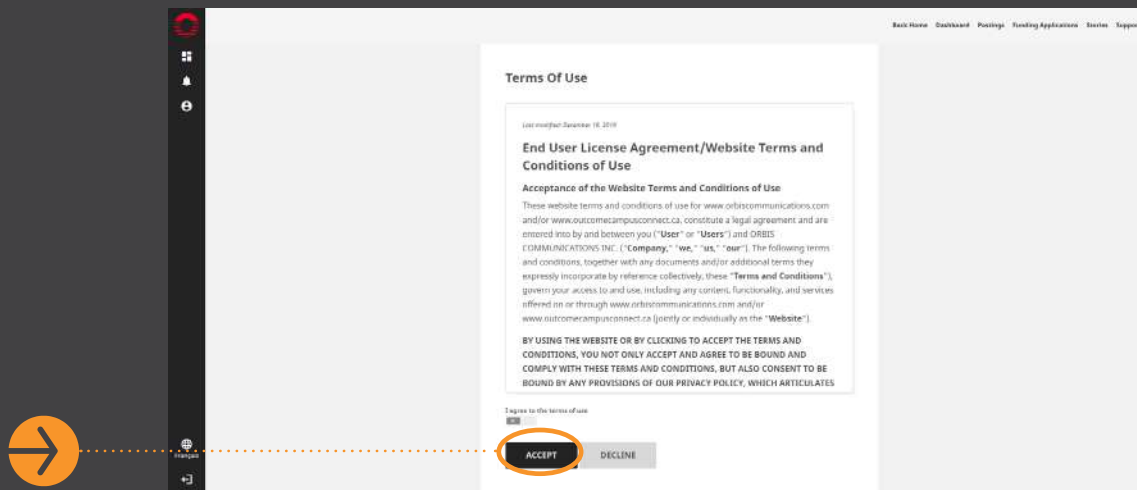 Basic Home Dashboard Postings Funding Applications Stories Suppor
Terms Of Use
Last modified: December 18, 2019
End User License Agreement/Website Terms and
Conditions of Use
Acceptance of the Website Terms and Conditions of Use
These website terms and conditions of use for www.orbiscommunications.com
and/or www.outcomecampusconnect.ca, constitute a legal agreement and are
entered into by and between you ("User" or "Users") and ORBIS
COMMUNICATIONS INC. ("Company," "we," "us," "our"). The following terms
and conditions, together with any documents and/or additional terms they
expressly incorporate by reference collectively, these "Terms and Conditions"),
govern your access to and use, including any content, functionality, and services
offered on or through www.orbiscommunications.com and/or
www.outcomecampusconnect.ca (jointly or individually as the "Website").
BY USING THE WEBSITE OR BY CLICKING TO ACCEPT THE TERMS AND
CONDITIONS, YOU NOT ONLY ACCEPT AND AGREE TO BE BOUND AND
COMPLY WITH THESE TERMS AND CONDITIONS, BUT ALSO CONSENT TO BE
BOUND BY ANY PROVISIONS OF OUR PRIVACY POLICY, WHICH ARTICULATES
I agree to the terms of use
Français
ACCEPT DECLINE